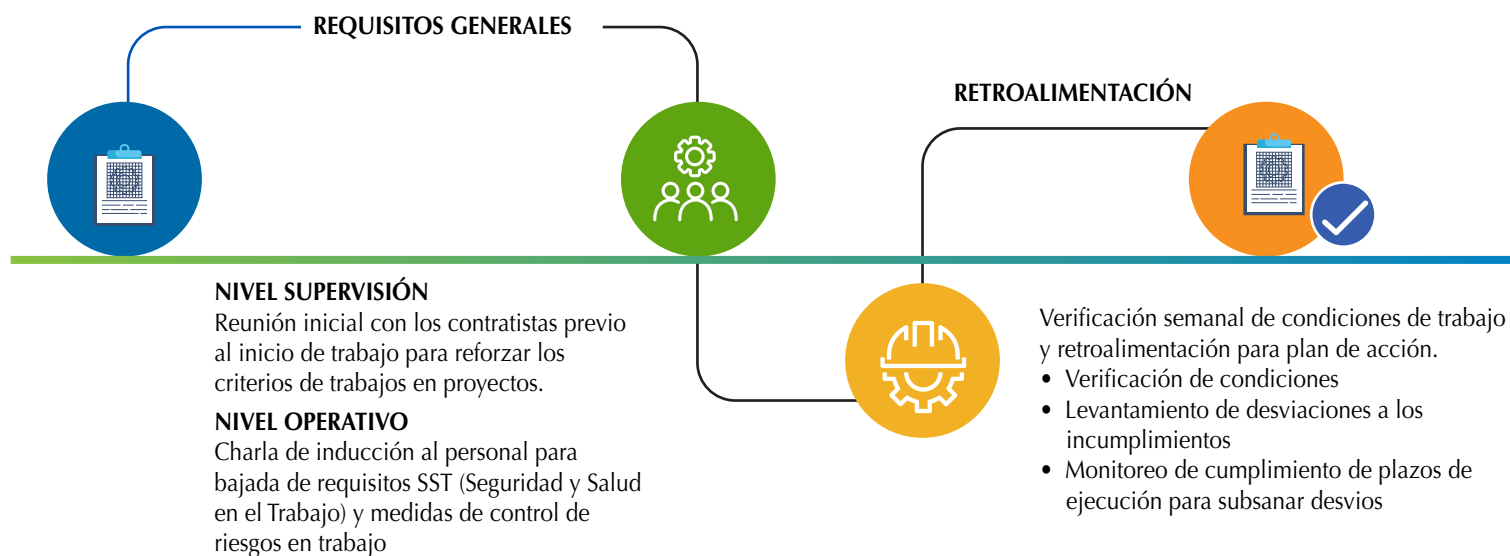 REQUISITOS GENERALES
RETROALIMENTACIÓN
NIVEL SUPERVISIÓN
Reunión inicial con los contratistas previo
al inicio de trabajo para reforzar los
criterios de trabajos en proyectos.
NIVEL OPERATIVO
Charla de inducción al personal para
bajada de requisitos SST (Seguridad y Salud
en el Trabajo) y medidas de control de
riesgos en trabajo
Verificación semanal de condiciones de trabajo
y retroalimentación para plan de acción.
• Verificación de condiciones
• Levantamiento de desviaciones a los
incumplimientos
• Monitoreo de cumplimiento de plazos de
ejecución para subsanar desvios